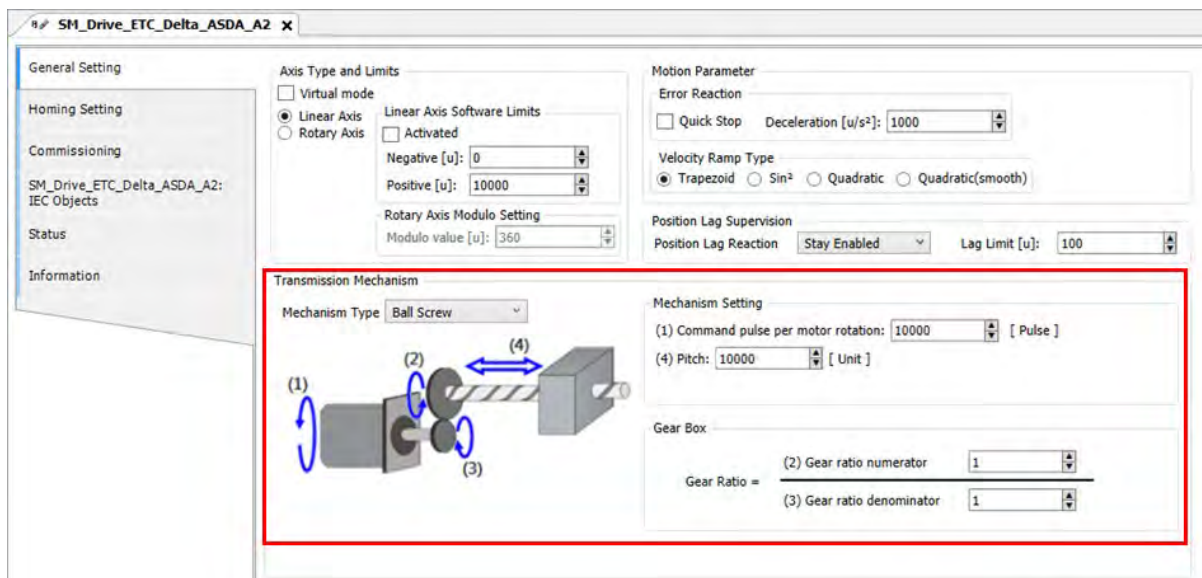 SM_Drive_ETC_Delta_ASDA_A2 X
General Setting
Homing Setting
Commissioning
SM_Drive_ETC_Delta_ASDA_A2:
IEC Objects
Status
Information
Axis Type and Limits
Virtual mode
Linear Axis
Rotary Axis
Linear Axis Software Limits
Activated
Negative [u]: 0
Positive [u]: 10000
Rotary Axis Modulo Setting
Modulo value [u]: 360
Motion Parameter
Error Reaction
Quick Stop Deceleration [u/s²]: 1000
Velocity Ramp Type
Trapezoid Sin² Quadratic Quadratic(smooth)
Position Lag Supervision
Position Lag Reaction Stay Enabled Lag Limit [u]: 100
Transmission Mechanism
Mechanism Type Ball Screw
(1)
(2)
(4)
(3)
Mechanism Setting
(1) Command pulse per motor rotation: 10000 [ Pulse ]
(4) Pitch: 10000 [ Unit ]
Gear Box
Gear Ratio =
(2) Gear ratio numerator 1
(3) Gear ratio denominator 1